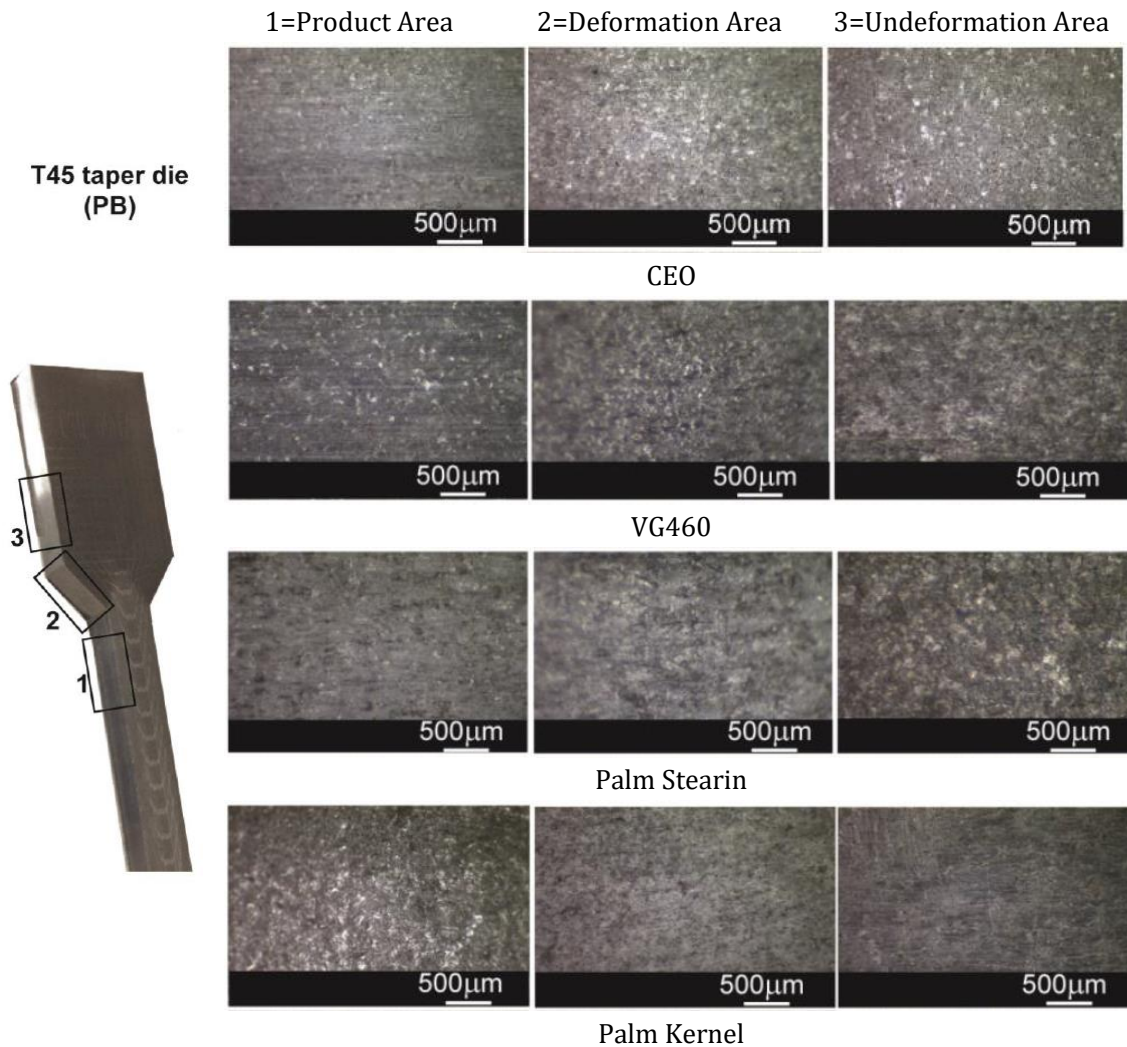 1=Product Area 2=Deformation Area 3=Undeformation Area
T45 taper die
(PB)
500μm 500μm 500μm
CEO
500μm 500μm 500μm
VG460
3
2
1
500μm 500μm 500μm
Palm Stearin
500μm 500μm 500μm
Palm Kernel